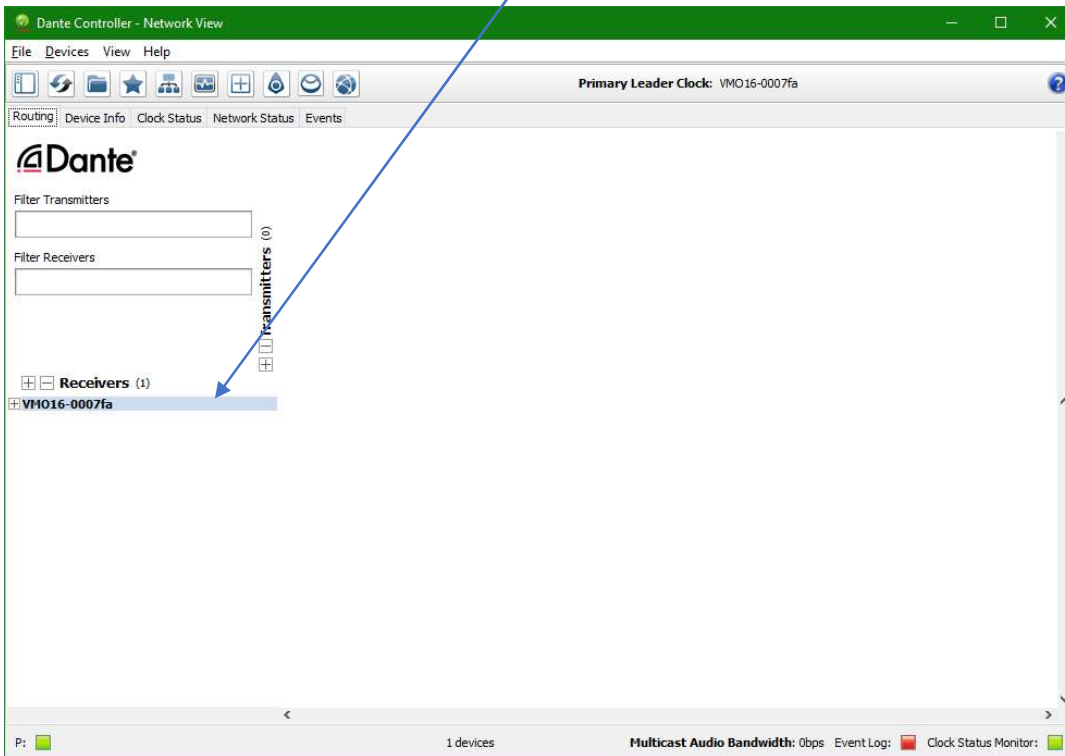 Dante Controller - Network View
File Devices View Help
Primary Leader Clock: VMO16-0007fa
Routing Device Info Clock Status Network Status Events
Dante®
Filter Transmitters
Filter Receivers
Transmitters (0)
Receivers (1)
VMO16-0007fa
P:
1 devices
Multicast Audio Bandwidth: 0bps Event Log: Clock Status Monitor: